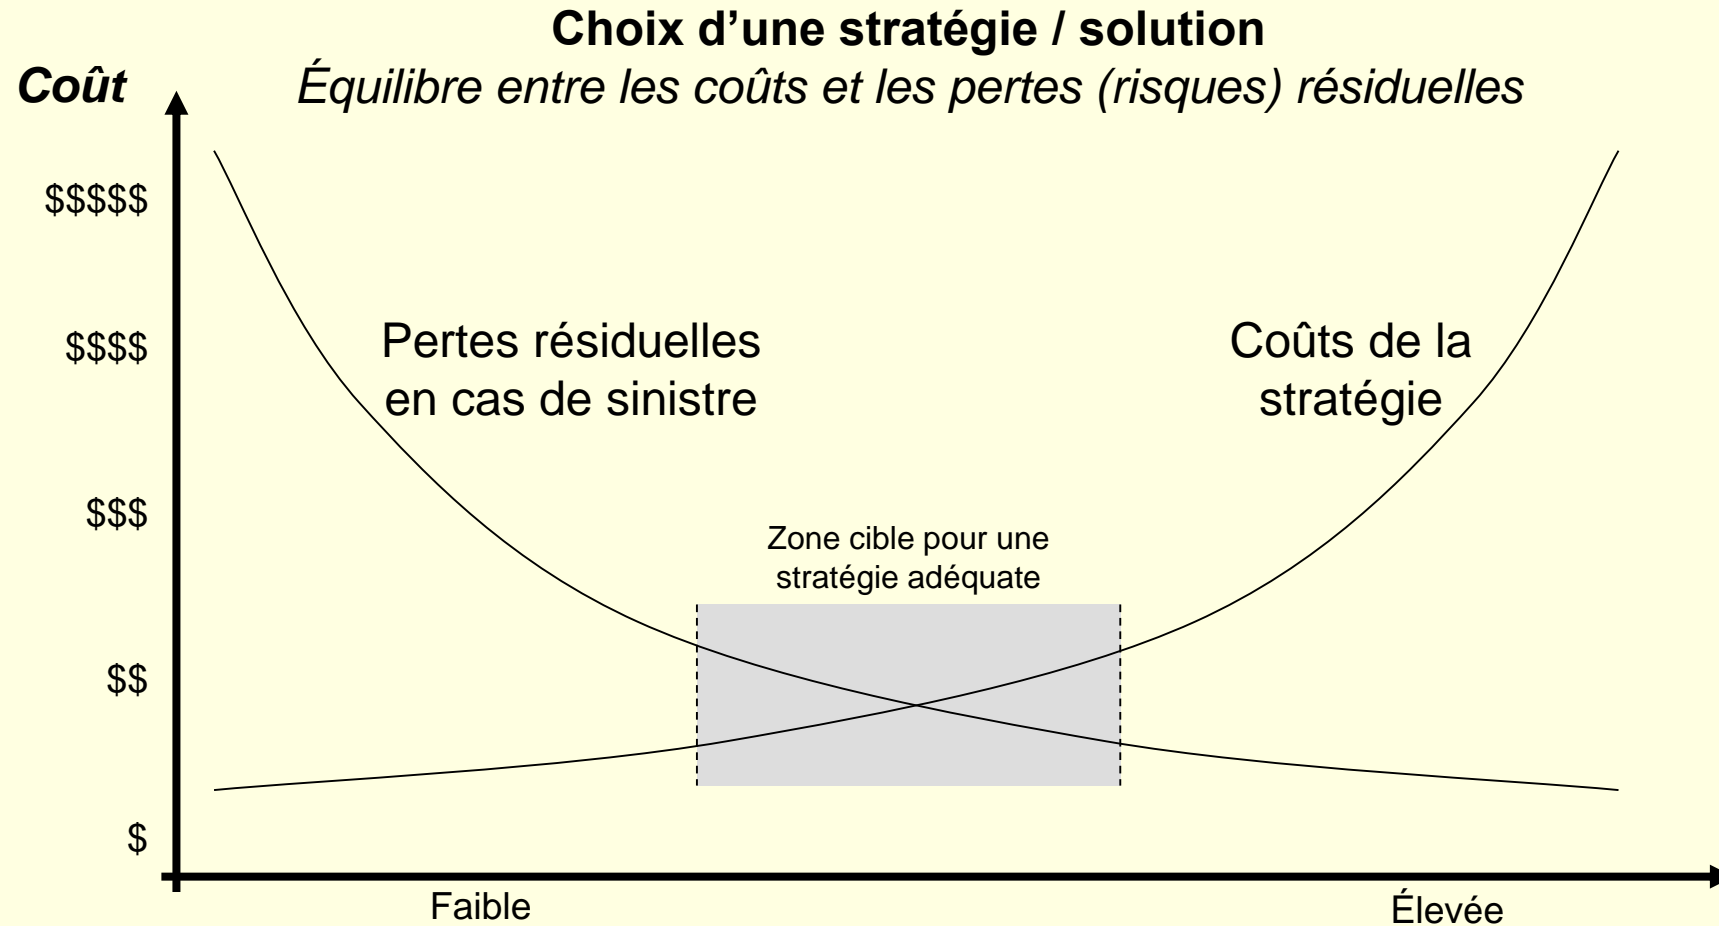 Choix d’une stratégie / solution
Équilibre entre les coûts et les pertes (risques) résiduelles
Coût
$$$$$
$$$$
$$$
$$
$
Pertes résiduelles
en cas de sinistre
Coûts de la
stratégie
Zone cible pour une
stratégie adéquate
Faible
Élevée